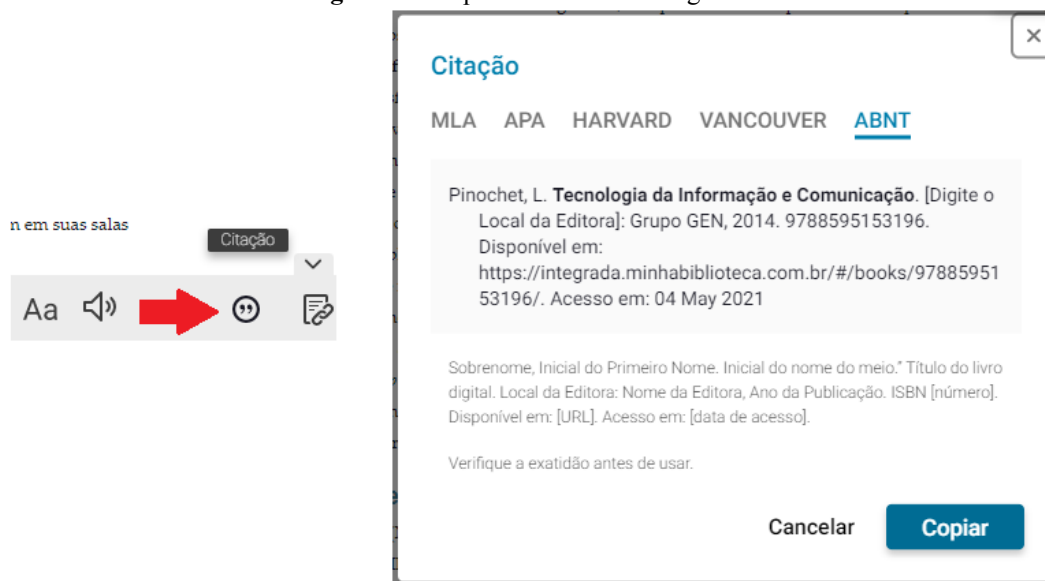 Citação
MLA APA HARVARD VANCOUVER ABNT
Pinochet, L. Tecnologia da Informação e Comunicação. [Digite o
Local da Editora]: Grupo GEN, 2014. 9788595153196.
Disponível em:
https://integrada.minhabiblioteca.com.br/#/books/97885951
53196/. Acesso em: 04 May 2021
Sobrenome, Inicial do Primeiro Nome. Inicial do nome do meio.” Título do livro
digital. Local da Editora: Nome da Editora, Ano da Publicação. ISBN [número].
Disponível em: [URL]. Acesso em: [data de acesso].
Verifique a exatidão antes de usar.
Cancelar Copiar
em suas salas
Citação
Aa